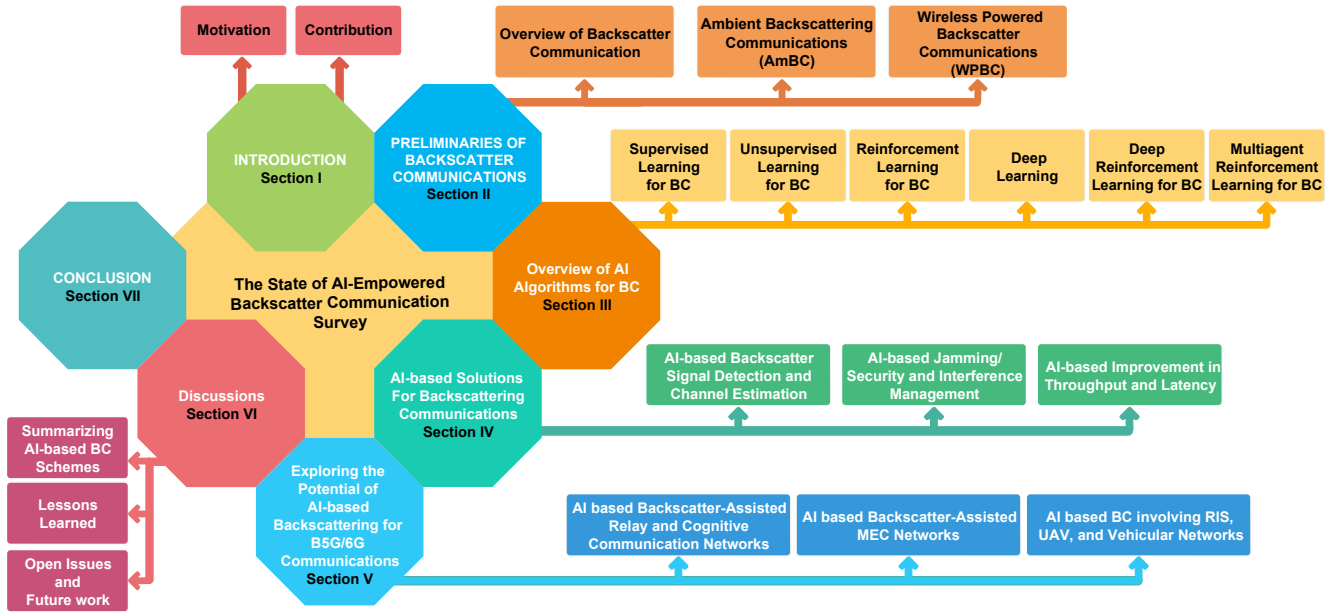 Motivation
Contribution
Overview of Backscatter
Communication
Ambient Backscattering
Communications
(AmBC)
Wireless Powered
Backscatter
Communications
(WPBC)
INTRODUCTION
Section I
PRELIMINARIES OF
BACKSCATTER
COMMUNICATIONS
Section II
Supervised
Learning
for BC
Unsupervised
Learning
for BC
Reinforcement
Learning
for BC
Deep
Learning
Deep
Reinforcement
Learning for BC
Multiagent
Reinforcement
Learning for BC
CONCLUSION
Section VII
The State of AI-Empowered
Backscatter Communication
Survey
Overview of AI
Algorithms for BC
Section III
Discussions
Section VI
AI-based Solutions
For Backscattering
Communications
Section IV
AI-based Backscatter
Signal Detection and
Channel Estimation
AI-based Jamming/
Security and Interference
Management
AI-based Improvement in
Throughput and Latency
Summarizing
AI-based BC
Schemes
Lessons
Learned
Open Issues
and
Future work
Exploring the
Potential of
AI-based
Backscattering for
B5G/6G
Communications
Section V
AI based Backscatter-Assisted
Relay and Cognitive
Communication Networks
AI based Backscatter-Assisted
MEC Networks
AI based BC involving RIS,
UAV, and Vehicular Networks